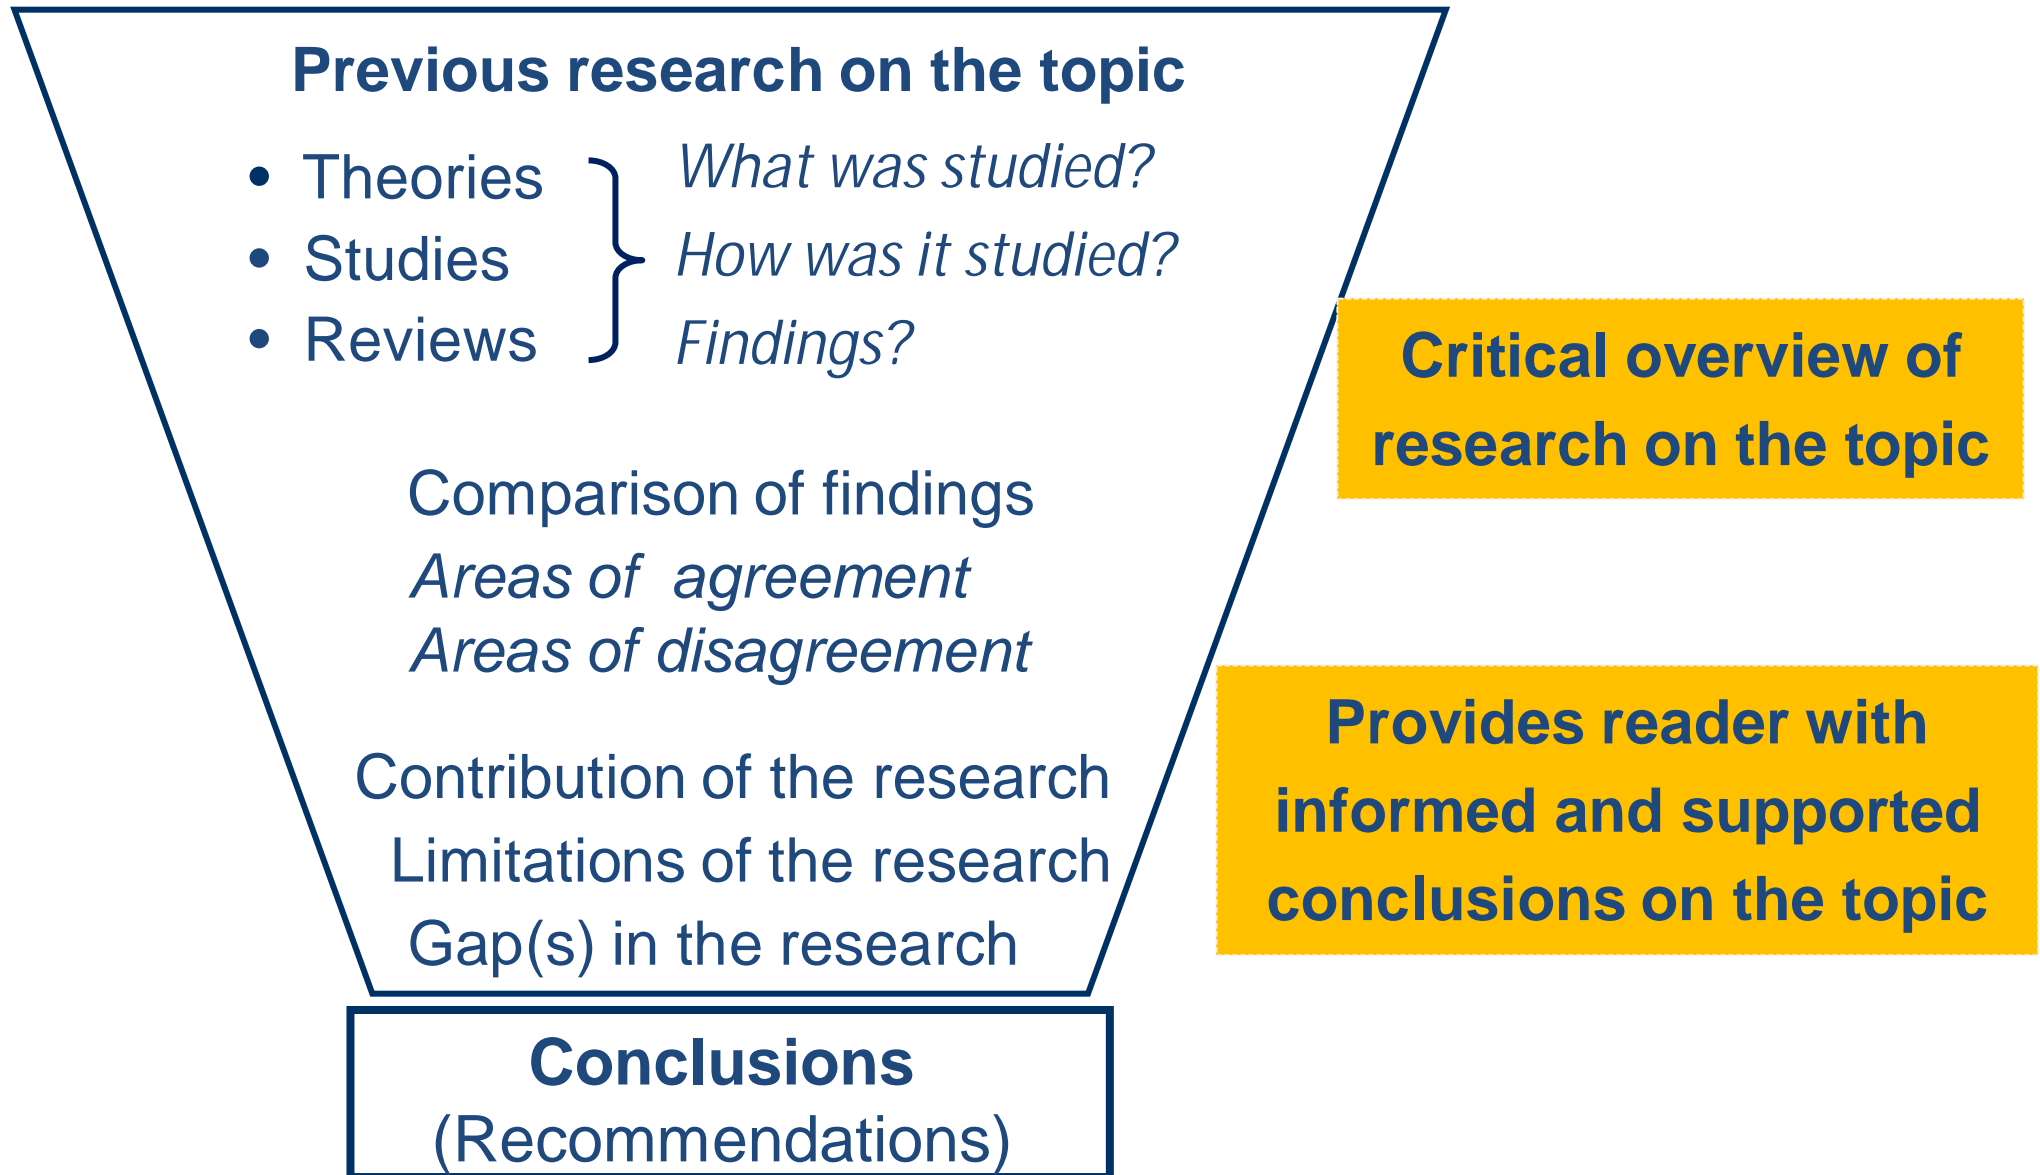 Previous research on the topic
• Theories
• Studies
• Reviews
What was studied?
How was it studied?
Findings?
Comparison of findings
Areas of agreement
Areas of disagreement
Contribution of the research
Limitations of the research
Gap(s) in the research
Conclusions
(Recommendations)
Critical overview of
research on the topic
Provides reader with
informed and supported
conclusions on the topic